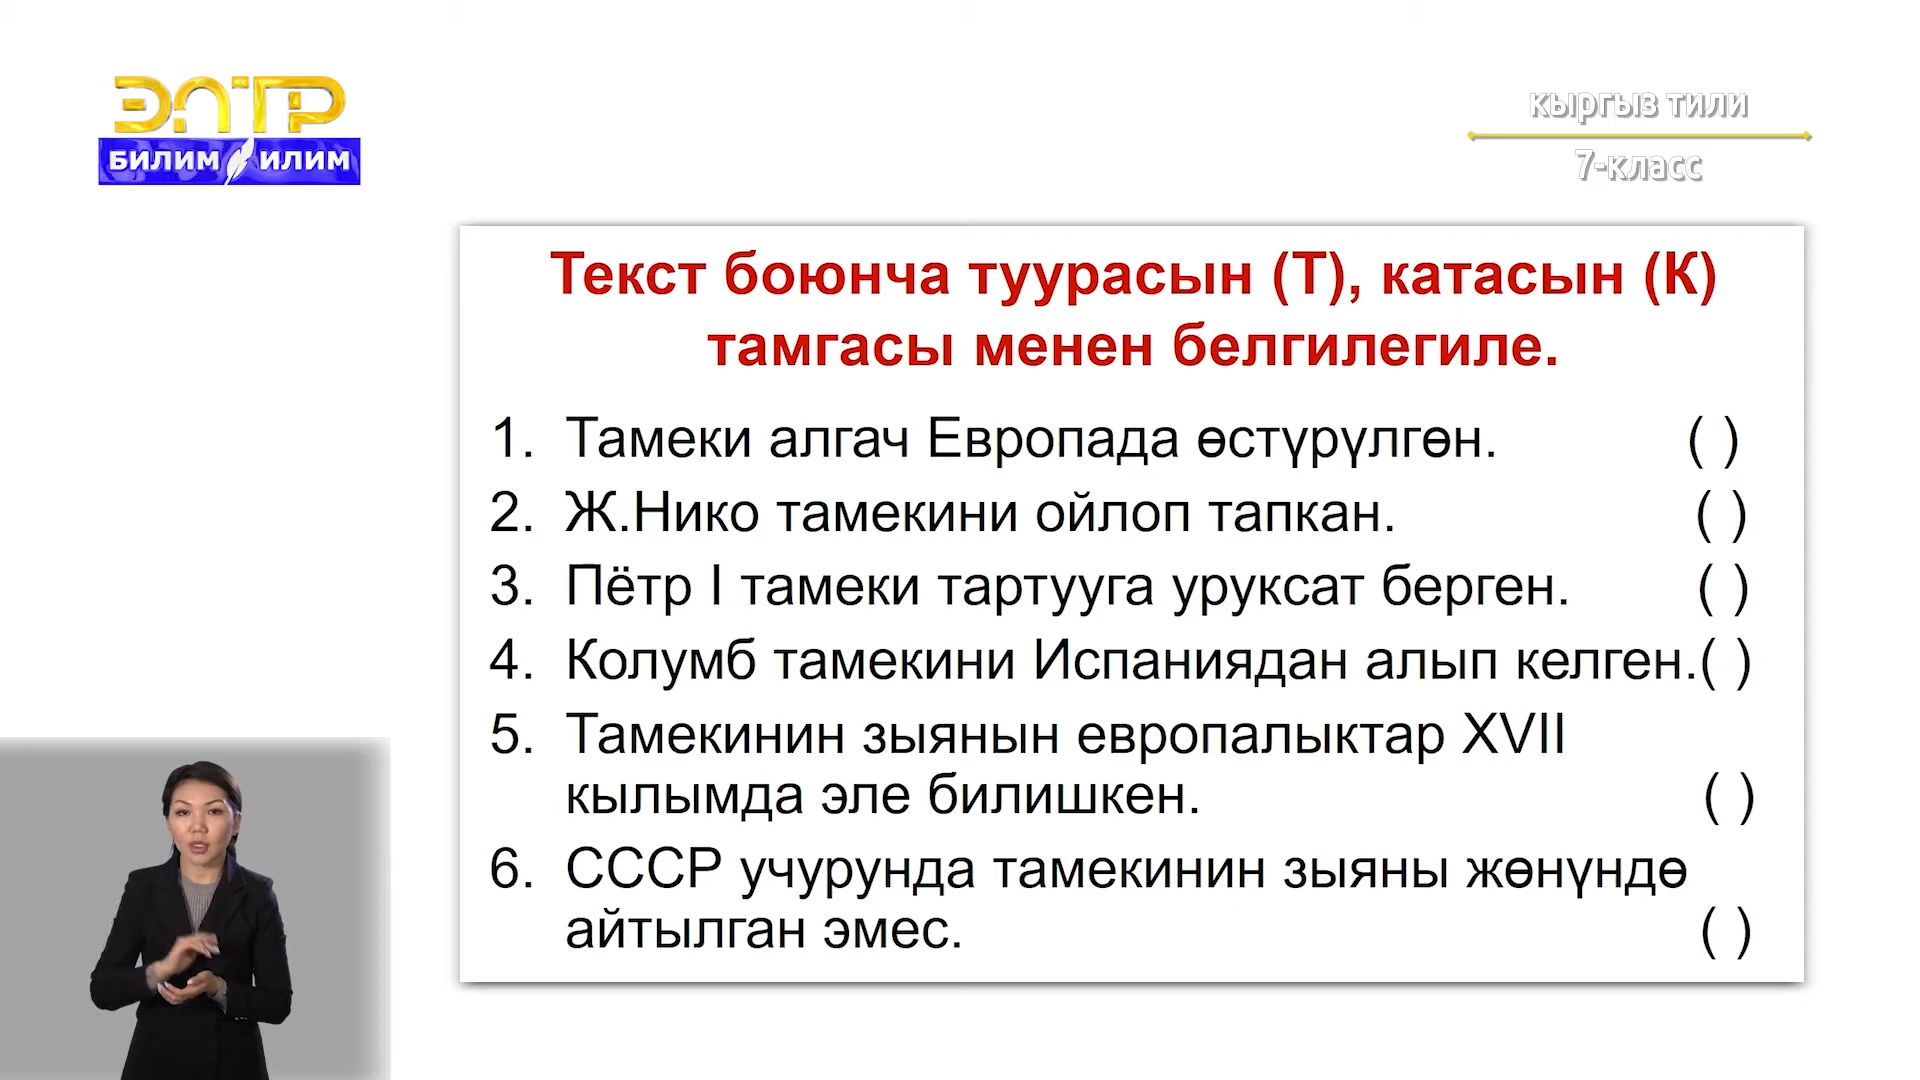 ЭЛТР
БИЛИМ ИЛИМ
кыргыз тили
7-класс
Текст боюнча туурасын (Т), катасын (К)
тамгасы менен белгилегиле.
1. Тамеки алгач Европада өстүрүлгөн. ( )
2. Ж.Нико тамекини ойлоп тапкан. ( )
3. Пётр I тамеки тартууга уруксат берген. ( )
4. Колумб тамекини Испаниядан алып келген.( )
5. Тамекинин зыянын европалыктар XVII
кылымда эле билишкен. ( )
6. СССР учурунда тамекинин зыяны жөнүндө
айтылган эмес. ( )